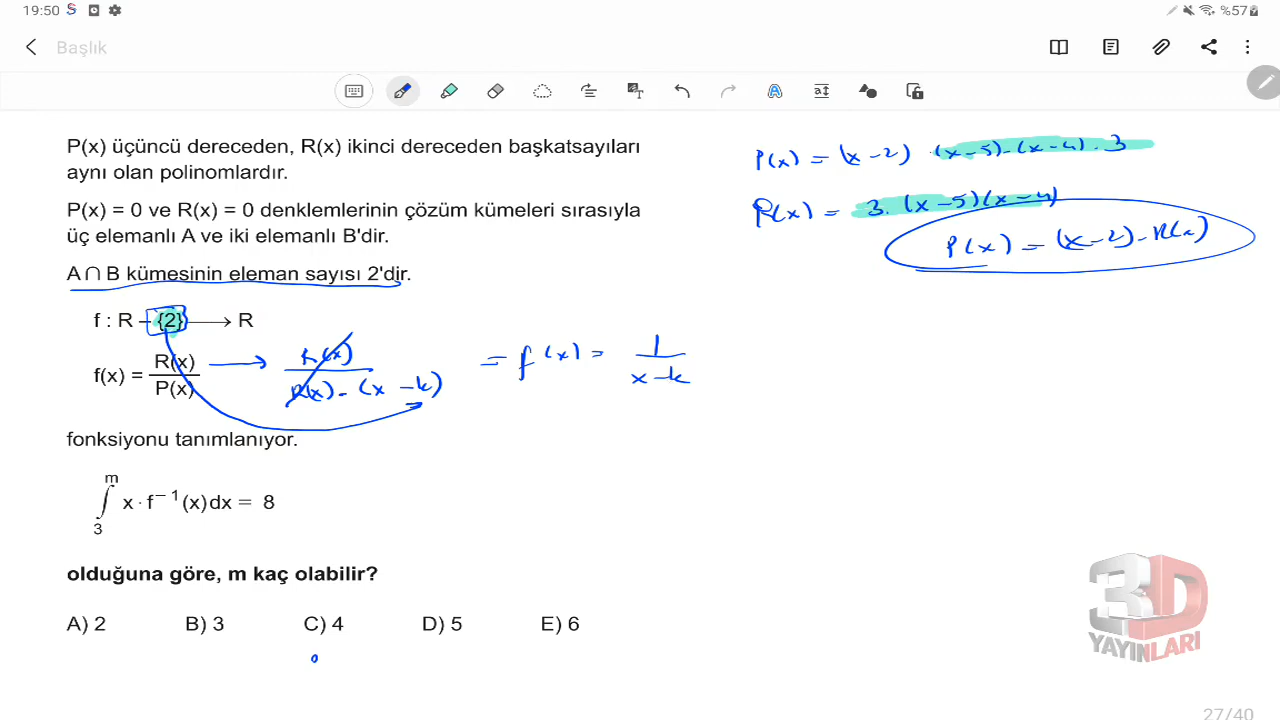 19:50 S %57
Başlık
P(x) üçüncü dereceden, R(x) ikinci dereceden başkatsayıları
aynı olan polinomlardır.
P(x) = 0 ve R(x) = 0 denklemlerinin çözüm kümeleri sırasıyla
üç elemanlı A ve iki elemanlı B'dir.
A ∩ B kümesinin eleman sayısı 2'dir.
f : R – {2} ⟶ R
f(x) = R(x) / P(x) → R(x) / R(x) - (x - k) = f(x) = 1 / x - k
fonksiyonu tanımlanıyor.
∫ 3 m x · f⁻¹(x)dx = 8
olduğuna göre, m kaç olabilir?
A) 2 B) 3 C) 4 D) 5 E) 6
P(x) = (x-2) · (x-5)-(x-4) · 3
R(x) = 3 · (x-5)(x-4)
P(x) = (x-2) - R(x)
3D
YAYINLARI
27/40